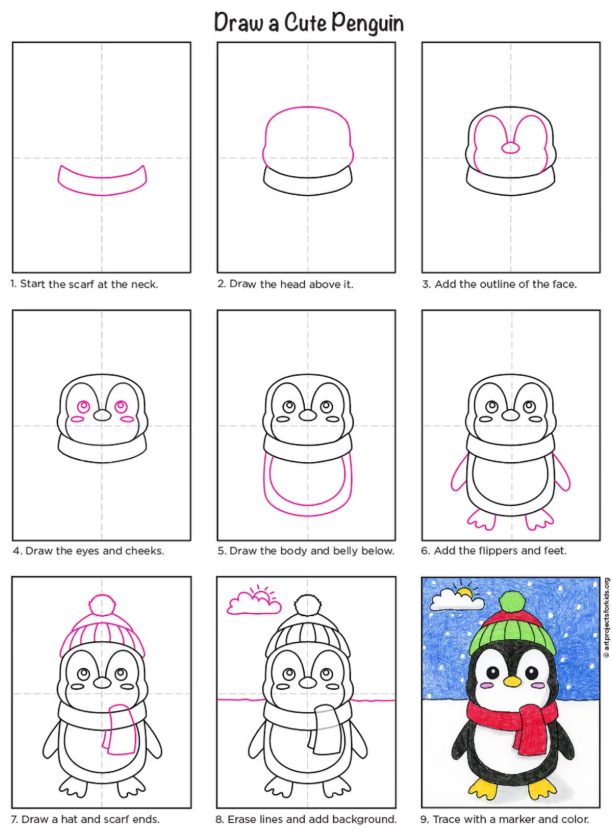 Draw a Cute Penguin
1. Start the scarf at the neck.
2. Draw the head above it.
3. Add the outline of the face.
4. Draw the eyes and cheeks.
5. Draw the body and belly below.
6. Add the flippers and feet.
7. Draw a hat and scarf ends.
8. Erase lines and add background.
9. Trace with a marker and color.
© artprojectsforkids.org